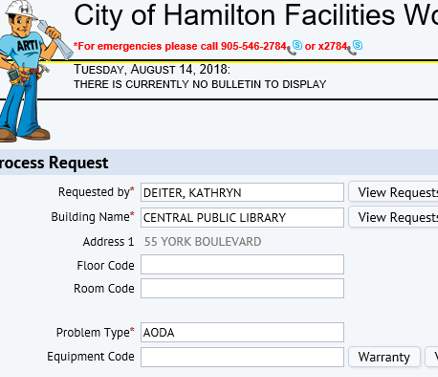 City of Hamilton Facilities Wo
*For emergencies please call 905-546-2784 or x2784
ARTI
TUESDAY, AUGUST 14, 2018:
THERE IS CURRENTLY NO BULLETIN TO DISPLAY
rocess Request
Requested by* DEITER, KATHRYN View Requests
Building Name* CENTRAL PUBLIC LIBRARY View Requests
Address 1 55 YORK BOULEVARD
Floor Code
Room Code
Problem Type* AODA
Equipment Code Warranty V